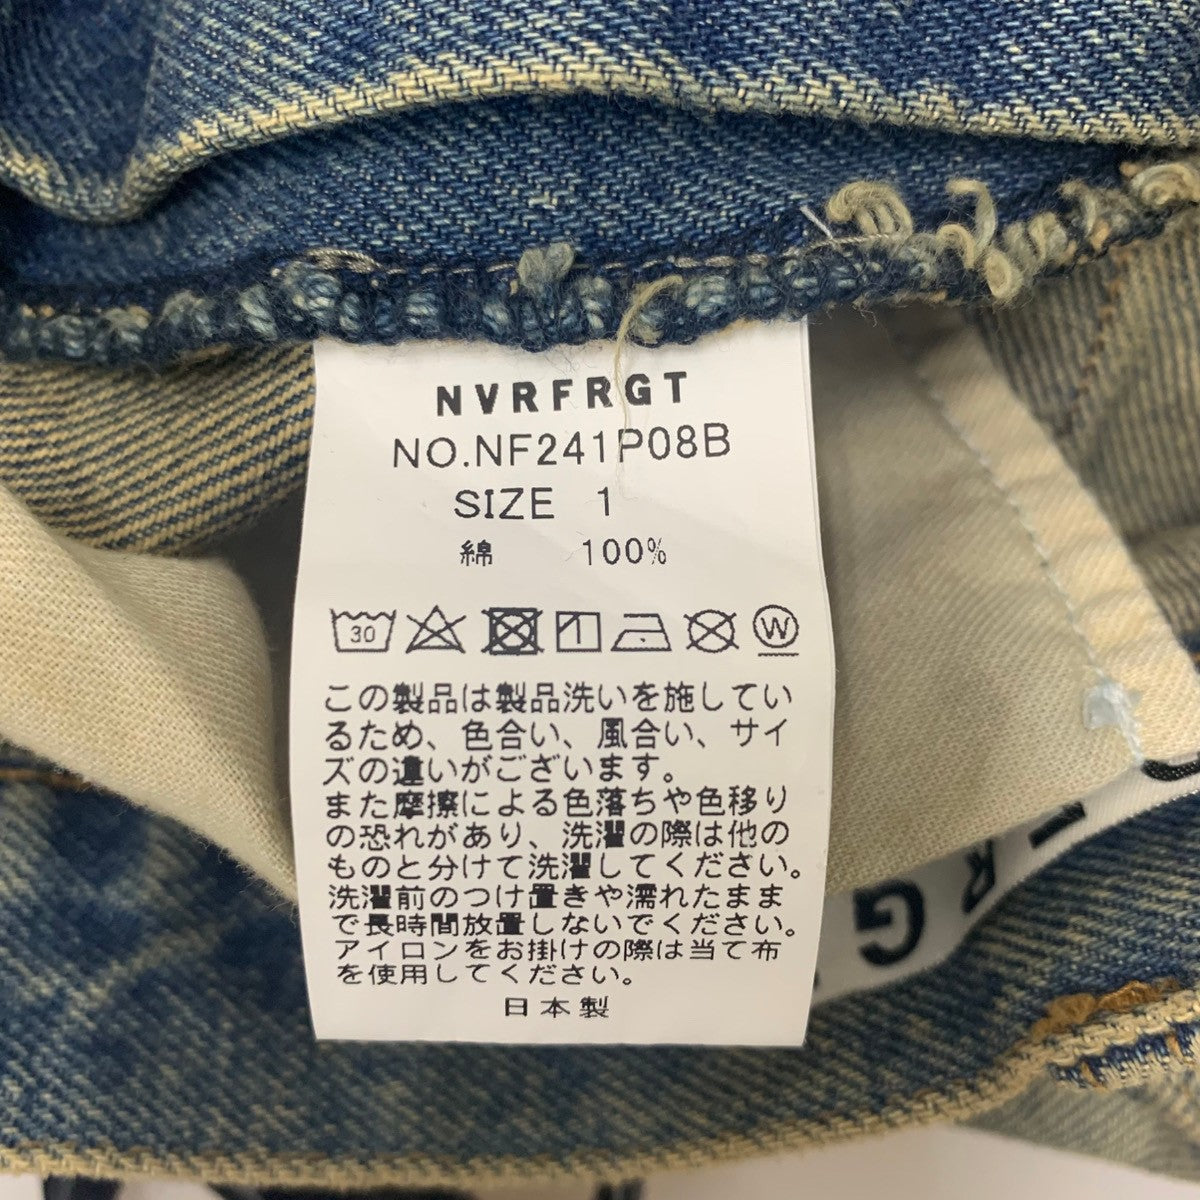 NVRFRGT
NO.NF241P08B
SIZE 1
綿 100%
30
W
この製品は製品洗いを施してい
るため、色合い、風合い、サイ
ズの違いがございます。
また摩擦による色落ちや色移り
の恐れがあり、洗濯の際は他の
ものと分けて洗濯してください。
洗濯前のつけ置きや濡れたまま
で長時間放置しないでください。
アイロンをお掛けの際は当て布
を使用してください。
日本製